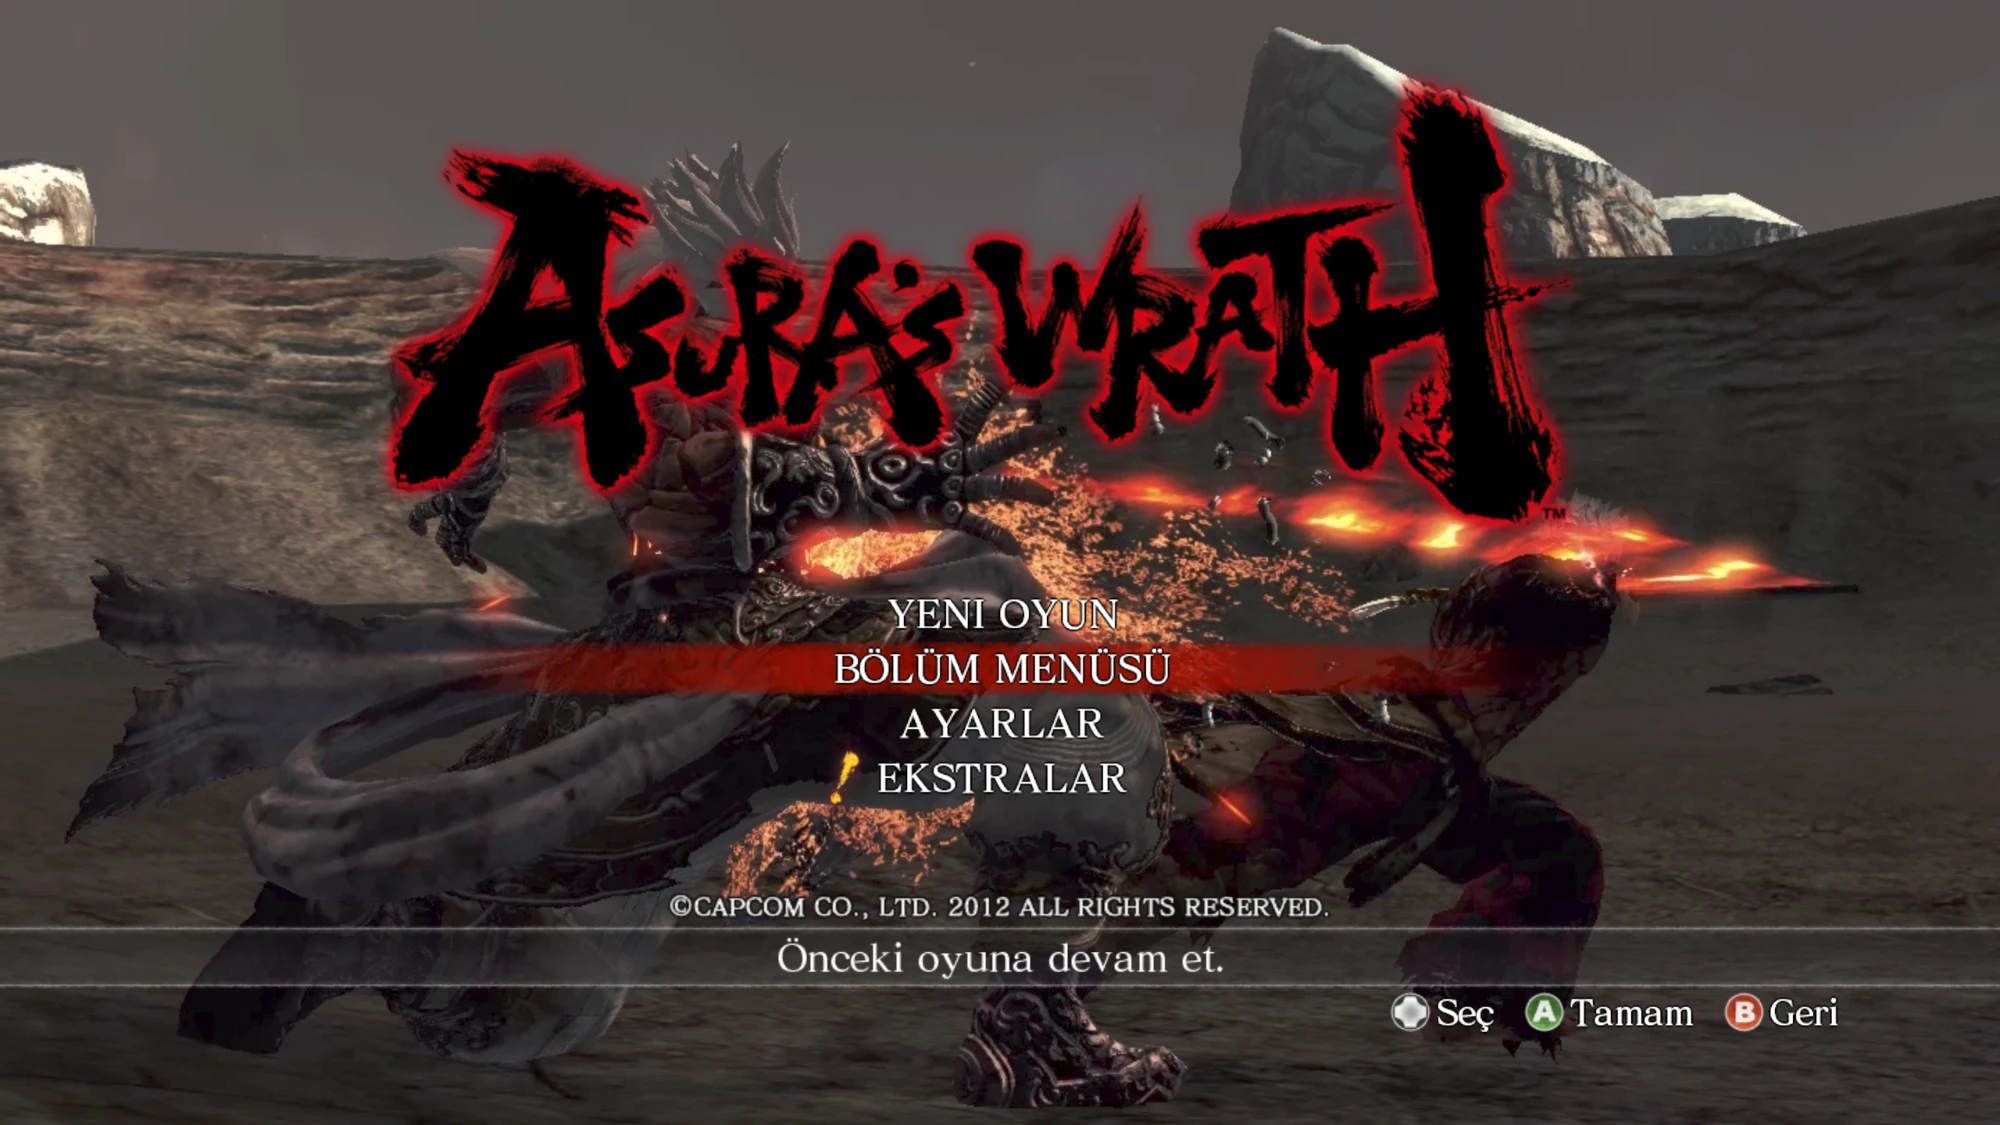 ASURA'S WRATH
TM
YENI OYUN
BÖLÜM MENÜSÜ
AYARLAR
! EKSTRALAR
©CAPCOM CO., LTD. 2012 ALL RIGHTS RESERVED.
Önceki oyuna devam et.
Seç A Tamam B Geri